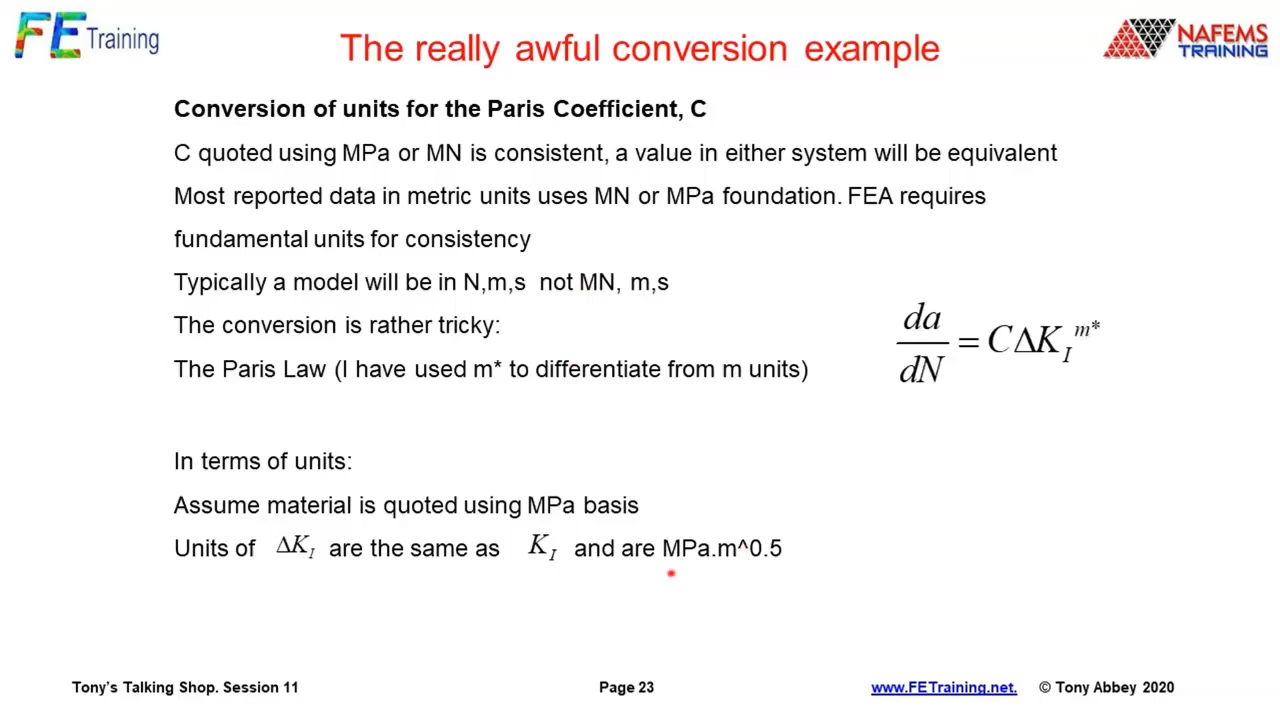 FE Training
The really awful conversion example
NAFEMS
TRAINING
Conversion of units for the Paris Coefficient, C
C quoted using MPa or MN is consistent, a value in either system will be equivalent
Most reported data in metric units uses MN or MPa foundation. FEA requires
fundamental units for consistency
Typically a model will be in N,m,s not MN, m,s
The conversion is rather tricky:
The Paris Law (I have used m* to differentiate from m units)
da/dN = CΔK_I^m*
In terms of units:
Assume material is quoted using MPa basis
Units of ΔK_I are the same as K_I and are MPa.m^0.5
Tony’s Talking Shop. Session 11 Page 23 www.FETraining.net. © Tony Abbey 2020